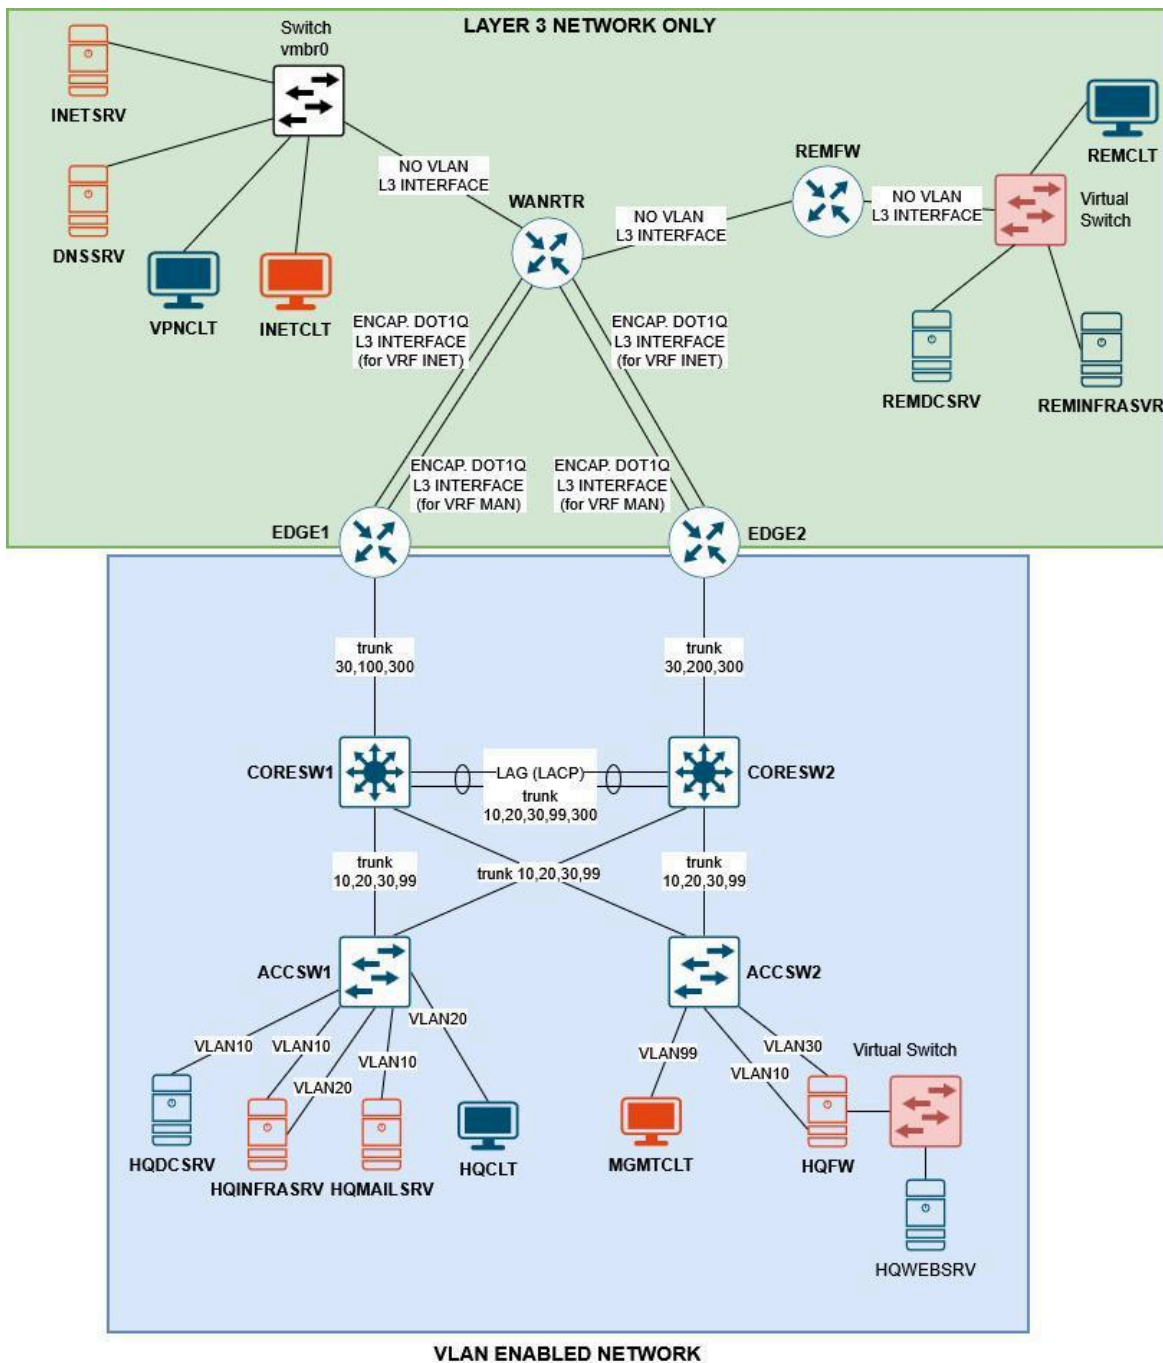 LAYER 3 NETWORK ONLY
Switch
vmbr0
INETSRV
DNSSRV
VPNCLT
INETCLT
NO VLAN
L3 INTERFACE
WANRTR
NO VLAN
L3 INTERFACE
REMFW
NO VLAN
L3 INTERFACE
REMCLT
Virtual
Switch
REMDCSRV
REMINFRASVR
ENCAP. DOT1Q
L3 INTERFACE
(for VRF INET)
ENCAP. DOT1Q
L3 INTERFACE
(for VRF INET)
ENCAP. DOT1Q
L3 INTERFACE
(for VRF MAN)
ENCAP. DOT1Q
L3 INTERFACE
(for VRF MAN)
EDGE1
EDGE2
trunk
30,100,300
trunk
30,200,300
CORESW1
LAG (LACP)
trunk
10,20,30,99,300
CORESW2
trunk
10,20,30,99
trunk 10,20,30,99
trunk
10,20,30,99
ACCSW1
ACCSW2
VLAN10
VLAN10
VLAN20
VLAN10
VLAN20
VLAN99
VLAN10
VLAN30
Virtual Switch
HQDCSRV
HQINFRASRV
HQMAILSRV
HQCLT
MGMTCLT
HQFW
HQWEBSRV
VLAN ENABLED NETWORK